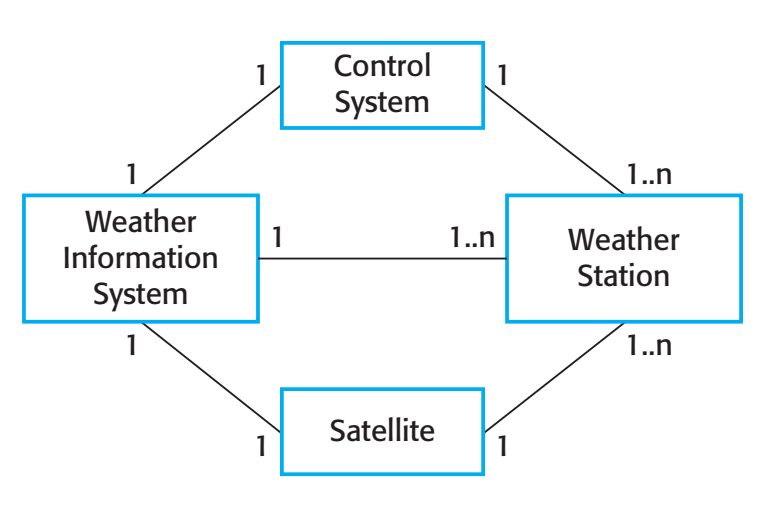 Control
System
1
1
1
1..n
Weather
Information
System
1
1..n
Weather
Station
1
1..n
Satellite
1
1